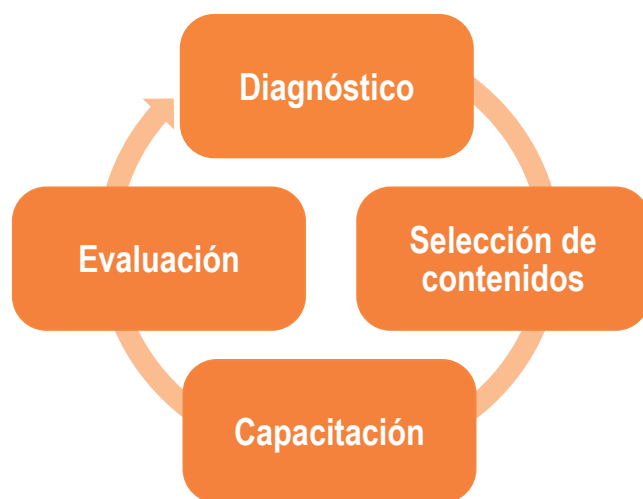 Diagnóstico
Selección de
contenidos
Capacitación
Evaluación